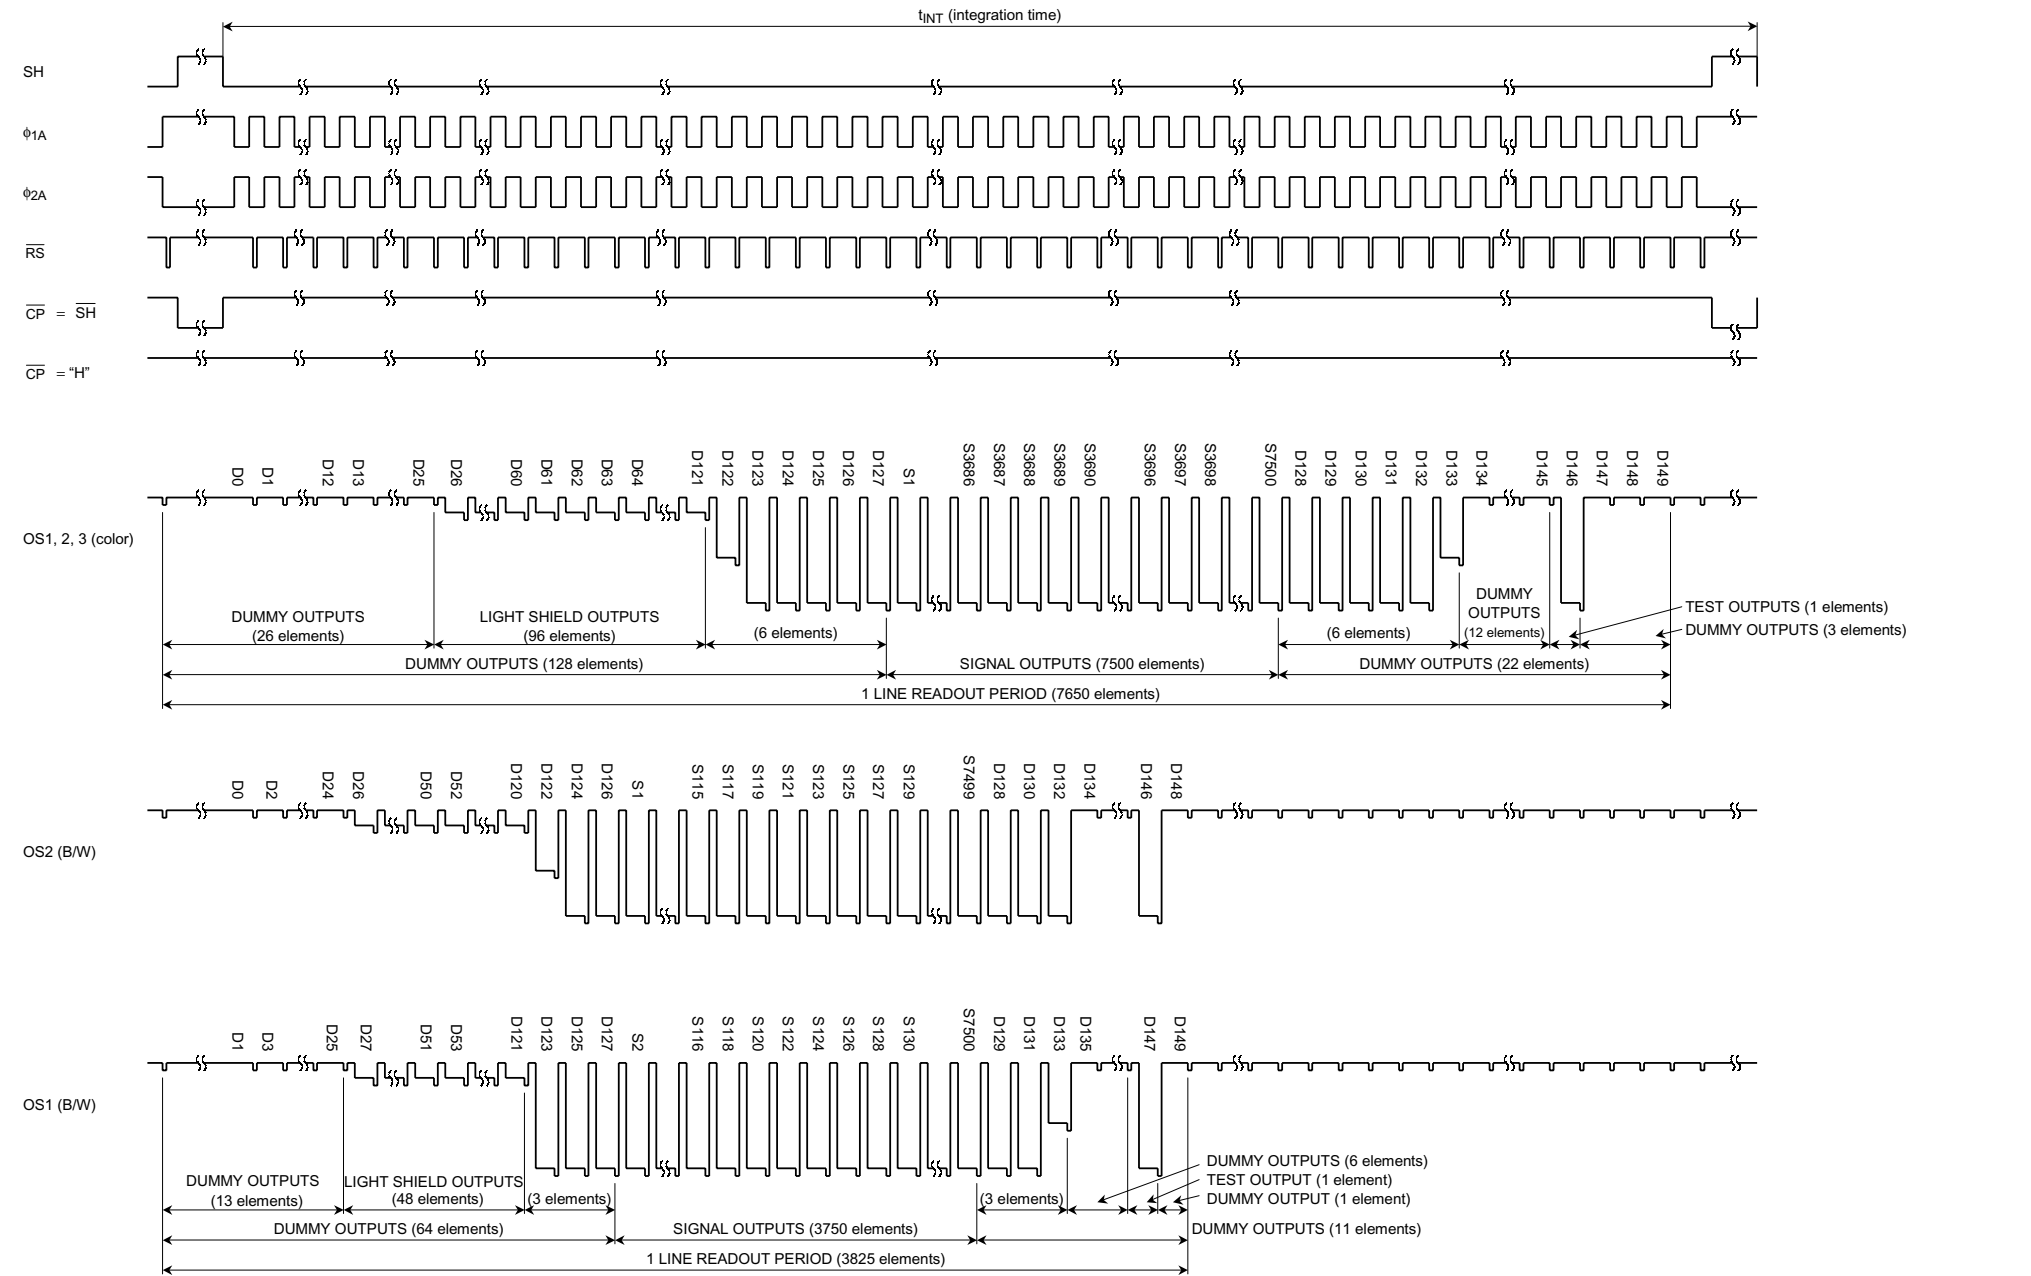 tINT (integration time)
SH
ϕ1A
ϕ2A
RS
CP = SH
CP = “H”
D0 D1 D12 D13 D25 D26 D60 D61 D62 D63 D64 D121 D122 D123 D124 D125 D126 D127 S1 S3686 S3687 S3688 S3689 S3690 S3696 S3697 S3698 S7500 D128 D129 D130 D131 D132 D133 D134 D145 D146 D147 D148 D149
OS1, 2, 3 (color)
DUMMY OUTPUTS
(26 elements)
LIGHT SHIELD OUTPUTS
(96 elements)
(6 elements)
(6 elements)
DUMMY
OUTPUTS
(12 elements)
TEST OUTPUTS (1 elements)
DUMMY OUTPUTS (3 elements)
DUMMY OUTPUTS (128 elements)
SIGNAL OUTPUTS (7500 elements)
DUMMY OUTPUTS (22 elements)
1 LINE READOUT PERIOD (7650 elements)
D0 D2 D24 D26 D50 D52 D120 D122 D124 D126 S1 S115 S117 S119 S121 S123 S125 S127 S129 S7499 D128 D130 D132 D134 D146 D148
OS2 (B/W)
D1 D3 D25 D27 D51 D53 D121 D123 D125 D127 S2 S116 S118 S120 S122 S124 S126 S128 S130 S7500 D129 D131 D133 D135 D147 D149
OS1 (B/W)
DUMMY OUTPUTS
(13 elements)
LIGHT SHIELD OUTPUTS
(48 elements)
(3 elements)
(3 elements)
DUMMY OUTPUTS (6 elements)
TEST OUTPUT (1 element)
DUMMY OUTPUT (1 element)
DUMMY OUTPUTS (64 elements)
SIGNAL OUTPUTS (3750 elements)
DUMMY OUTPUTS (11 elements)
1 LINE READOUT PERIOD (3825 elements)